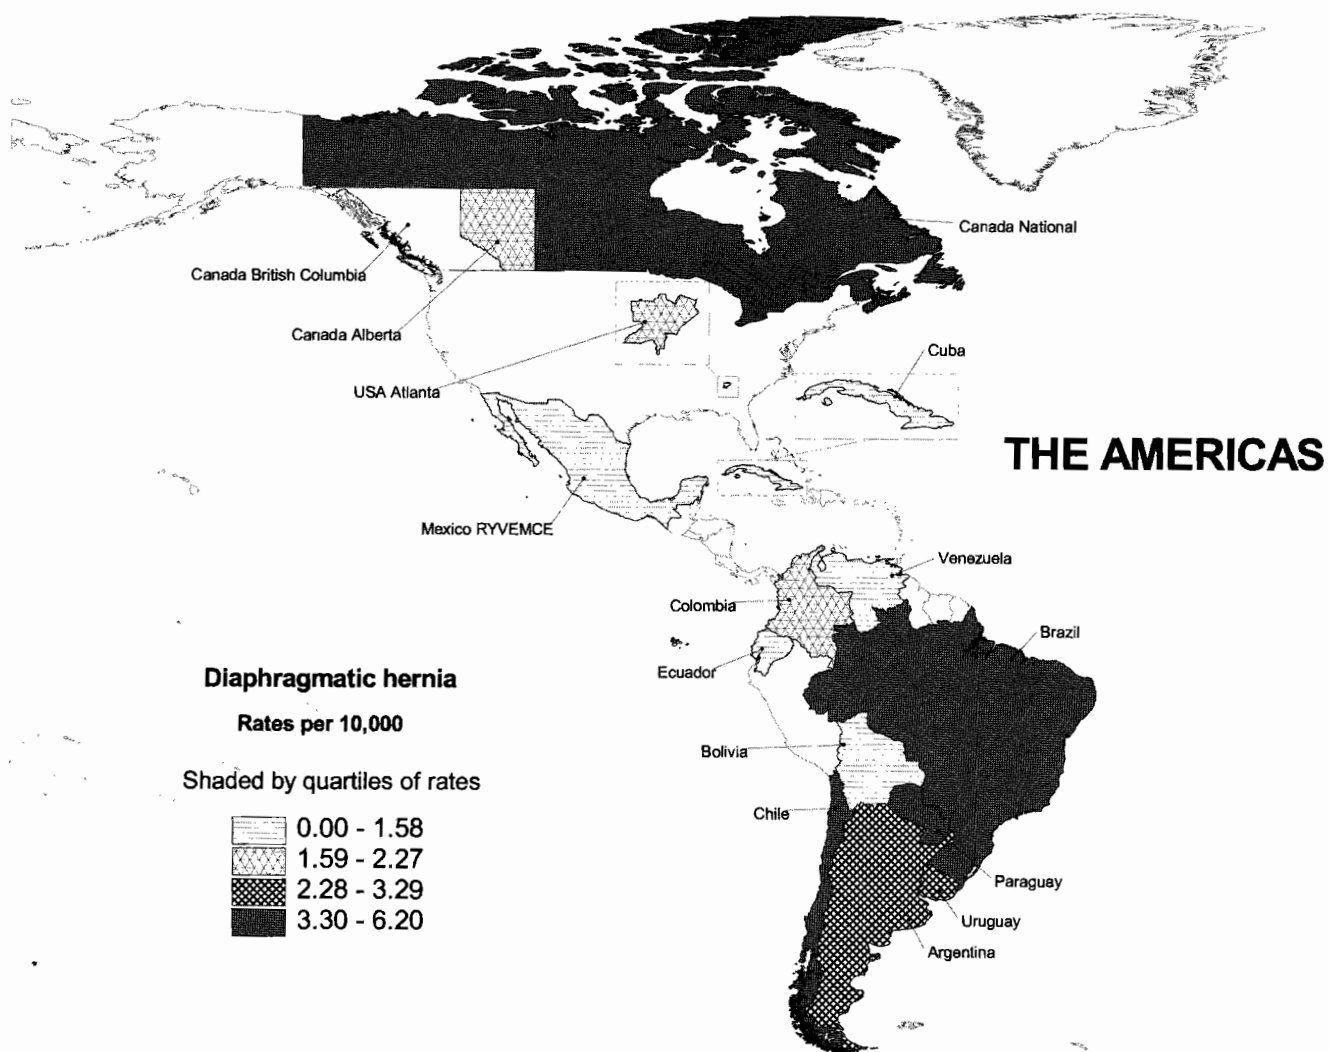 Canada National
Canada British Columbia
Canada Alberta
Cuba
USA Atlanta
THE AMERICAS
Mexico RYVEMCE
Venezuela
Colombia
Brazil
Ecuador
Diaphragmatic hernia
Rates per 10,000
Bolivia
Shaded by quartiles of rates
Chile
0.00 - 1.58
1.59 - 2.27
2.28 - 3.29
3.30 - 6.20
Paraguay
Uruguay
Argentina